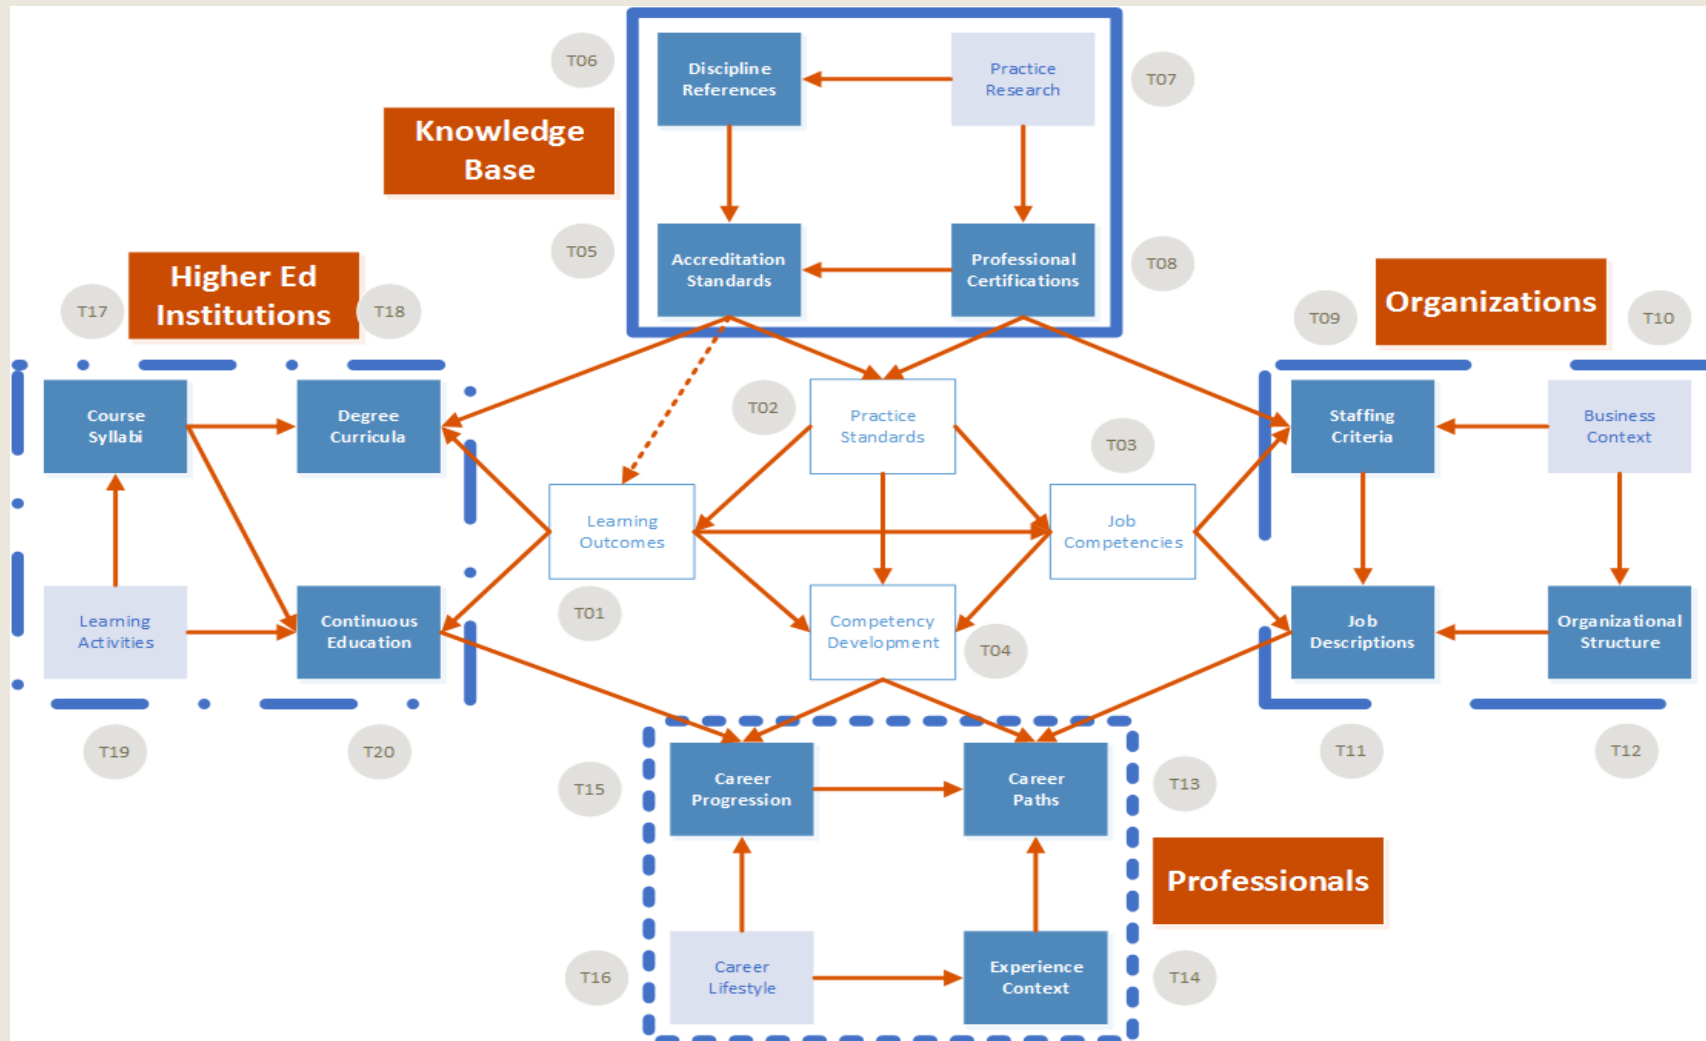 T06
Discipline
References
Practice
Research
T07
Knowledge
Base
T05
Accreditation
Standards
Professional
Certifications
T08
Higher Ed
Institutions
T17
T18
Organizations
T09
T10
Course
Syllabi
Degree
Curricula
T02
Practice
Standards
T03
Staffing
Criteria
Business
Context
Learning
Outcomes
Job
Competencies
Learning
Activities
Continuous
Education
T01
Competency
Development
T04
Job
Descriptions
Organizational
Structure
T19
T20
T11
T12
T15
Career
Progression
Career
Paths
T13
Professionals
T16
Career
Lifestyle
Experience
Context
T14